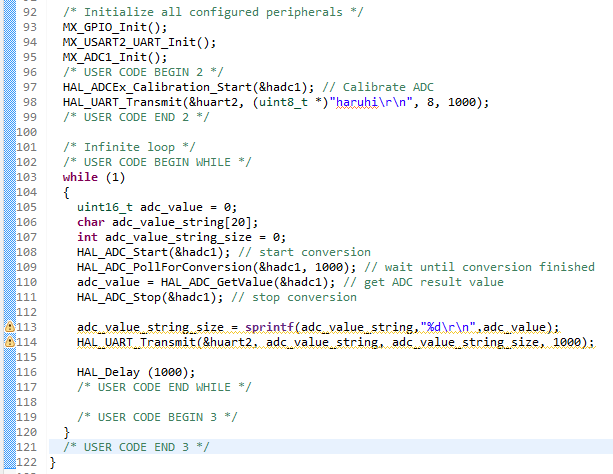 92 /* Initialize all configured peripherals */
93 MX_GPIO_Init();
94 MX_USART2_UART_Init();
95 MX_ADC1_Init();
96 /* USER CODE BEGIN 2 */
97 HAL_ADCEx_Calibration_Start(&hadc1); // Calibrate ADC
98 HAL_UART_Transmit(&huart2, (uint8_t *)"haruhi\r\n", 8, 1000);
99 /* USER CODE END 2 */
100
101 /* Infinite loop */
102 /* USER CODE BEGIN WHILE */
103 while (1)
104 {
105 uint16_t adc_value = 0;
106 char adc_value_string[20];
107 int adc_value_string_size = 0;
108 HAL_ADC_Start(&hadc1); // start conversion
109 HAL_ADC_PollForConversion(&hadc1, 1000); // wait until conversion finished
110 adc_value = HAL_ADC_GetValue(&hadc1); // get ADC result value
111 HAL_ADC_Stop(&hadc1); // stop conversion
112
113 adc_value_string_size = sprintf(adc_value_string,"%d\r\n",adc_value);
114 HAL_UART_Transmit(&huart2, adc_value_string, adc_value_string_size, 1000);
115
116 HAL_Delay (1000);
117 /* USER CODE END WHILE */
118
119 /* USER CODE BEGIN 3 */
120 }
121 /* USER CODE END 3 */
122 }